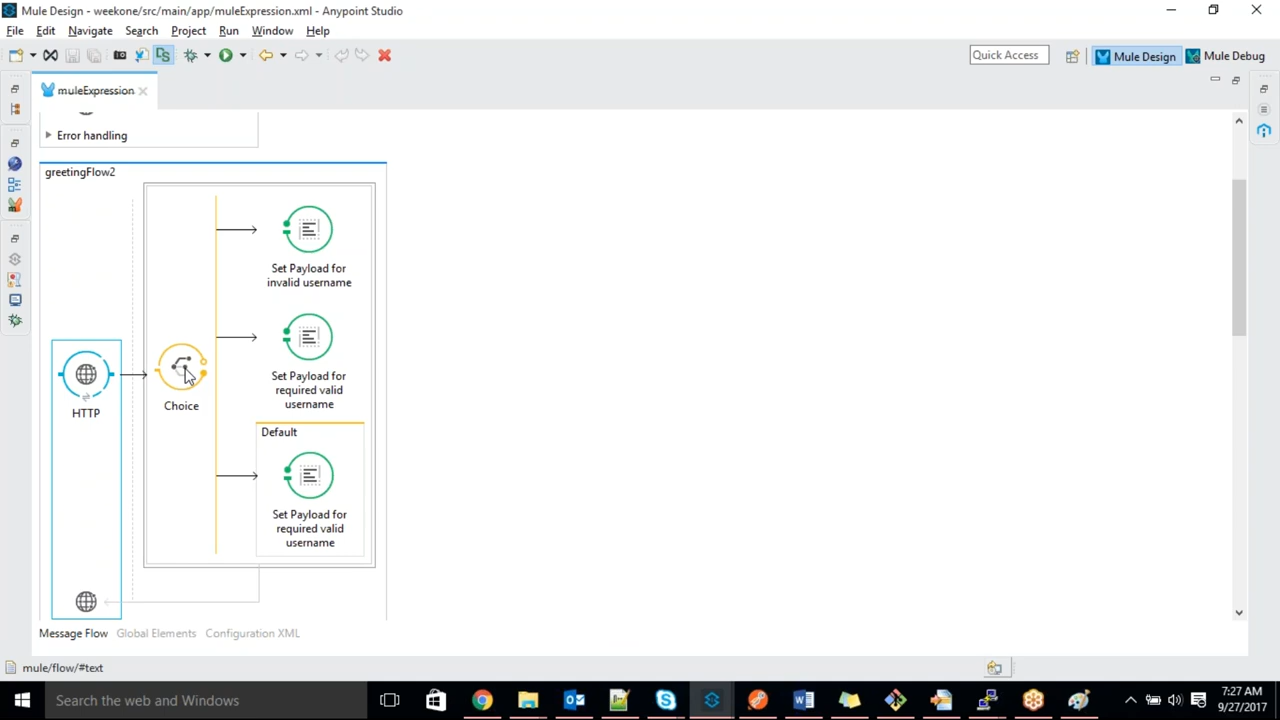 Mule Design - weekone/src/main/app/muleExpression.xml - Anypoint Studio
File Edit Navigate Search Project Run Window Help
Quick Access
Mule Design
Mule Debug
muleExpression
Error handling
greetingFlow2
Set Payload for
invalid username
Set Payload for
required valid
username
HTTP
Choice
Default
Set Payload for
required valid
username
Message Flow Global Elements Configuration XML
mule/flow/#text
Search the web and Windows
7:27 AM
9/27/2017